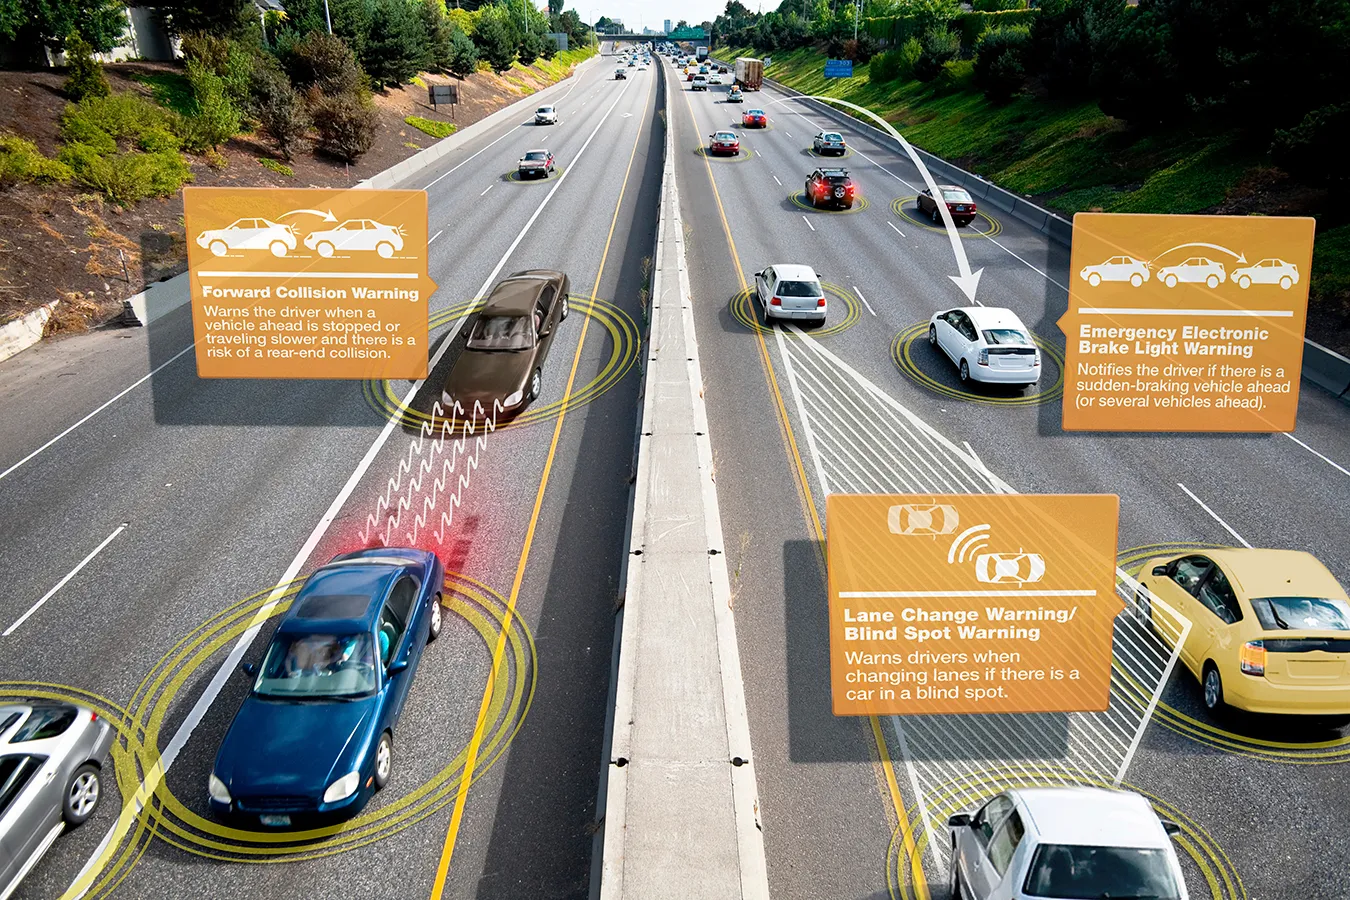 Forward Collision Warning
Warns the driver when a
vehicle ahead is stopped or
traveling slower and there is a
risk of a rear-end collision.
Emergency Electronic
Brake Light Warning
Notifies the driver if there is a
sudden-braking vehicle ahead
(or several vehicles ahead).
Lane Change Warning/
Blind Spot Warning
Warns drivers when
changing lanes if there is a
car in a blind spot.